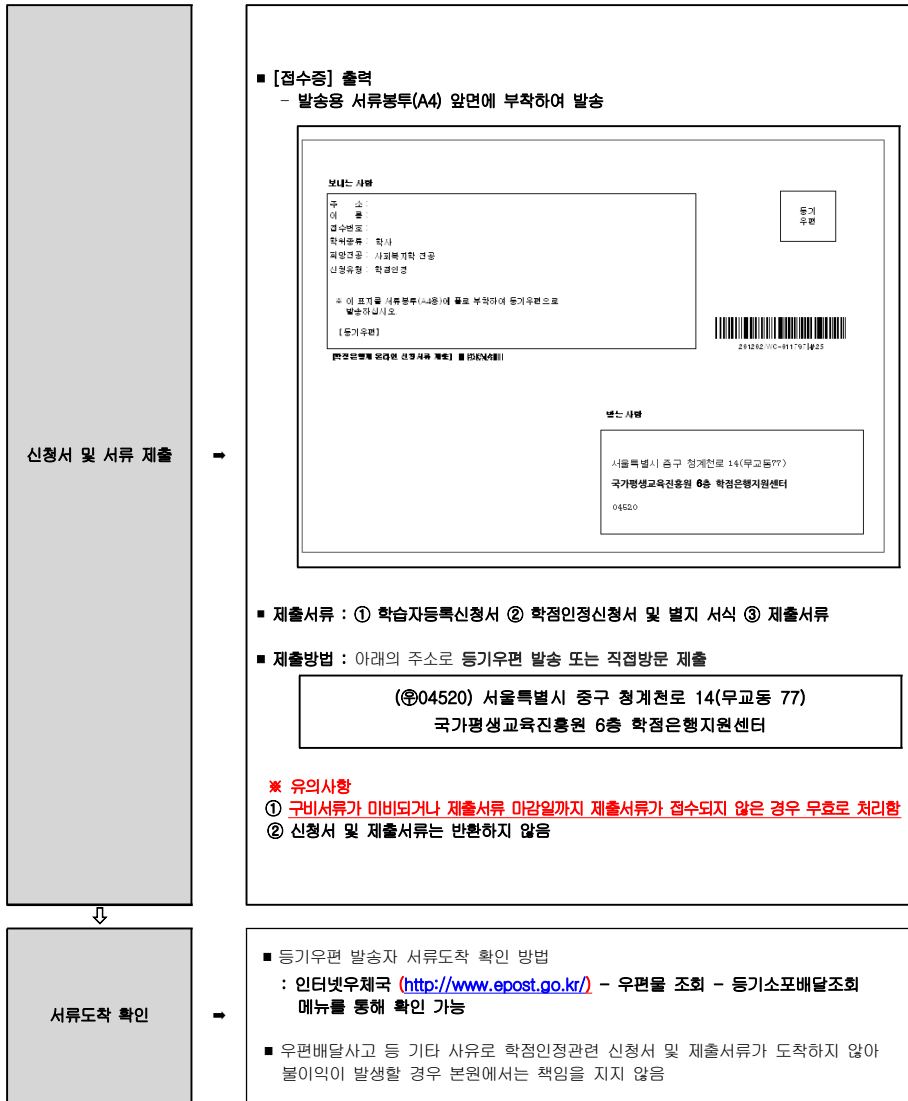 ■ [접수증] 출력
- 발송용 서류봉투(A4) 앞면에 부착하여 발송
보내는 사람
주 소 :
이 름 :
접수번호 :
학위종류 : 학사
희망전공 : 사회복지학 전공
신청유형 : 학점인정
※ 이 표지를 서류봉투(A4용)에 풀로 부착하여 등기우편으로
발송하십시오.
[등기우편]
[학점은행제 온라인 신청서류 제출]
등기
우편
받는 사람
서울특별시 중구 청계천로 14(무교동77)
국가평생교육진흥원 6층 학점은행지원센터
04520
신청서 및 서류 제출 ➡
■ 제출서류 : ① 학습자등록신청서 ② 학점인정신청서 및 별지 서식 ③ 제출서류
■ 제출방법 : 아래의 주소로 등기우편 발송 또는 직접방문 제출
(㉾04520) 서울특별시 중구 청계천로 14(무교동 77)
국가평생교육진흥원 6층 학점은행지원센터
※ 유의사항
① 구비서류가 미비되거나 제출서류 마감일까지 제출서류가 접수되지 않은 경우 무효로 처리함
② 신청서 및 제출서류는 반환하지 않음
⇩
서류도착 확인 ➡
■ 등기우편 발송자 서류도착 확인 방법
: 인터넷우체국 (http://www.epost.go.kr/) - 우편물 조회 - 등기소포배달조회
메뉴를 통해 확인 가능
■ 우편배달사고 등 기타 사유로 학점인정관련 신청서 및 제출서류가 도착하지 않아
불이익이 발생할 경우 본원에서는 책임을 지지 않음